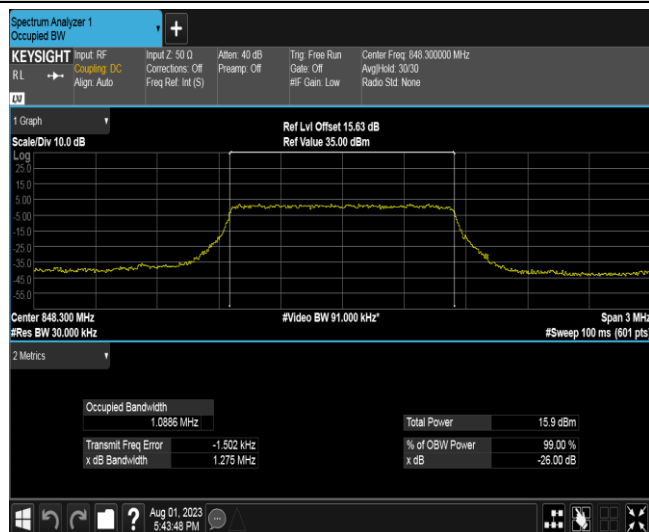 Spectrum Analyzer 1
Occupied BW
KEYSIGHT Input: RF Input Z: 50 Ω Atten: 40 dB Trig: Free Run Center Freq: 848.300000 MHz
RL Coupling: DC Corrections: Off Preamp: Off Gate: Off Avg|Hold: 30/30
Align: Auto Freq Ref: Int (S) #IF Gain: Low Radio Std: None
LXI
1 Graph
Ref Lvl Offset 15.63 dB
Scale/Div 10.0 dB Ref Value 35.00 dBm
Log
25.0
15.0
5.00
-5.00
-15.0
-25.0
-35.0
-45.0
-55.0
Center 848.300 MHz #Video BW 91.000 kHz* Span 3 MHz
#Res BW 30.000 kHz #Sweep 100 ms (601 pts)
2 Metrics
Occupied Bandwidth
1.0886 MHz Total Power 15.9 dBm
Transmit Freq Error -1.502 kHz % of OBW Power 99.00 %
x dB Bandwidth 1.275 MHz x dB -26.00 dB
? Aug 01, 2023
5:43:48 PM